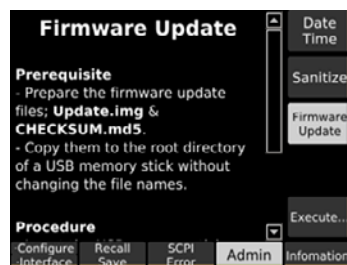 Firmware Update
Date
Time
Prerequisite
- Prepare the firmware update
files; Update.img &
CHECKSUM.md5.
- Copy them to the root directory
of a USB memory stick without
changing the file names.
Sanitize
Firmware
Update
Procedure
Execute...
·Configure
·Interface
Recall
Save
SCPI
Error
Admin
Infomation